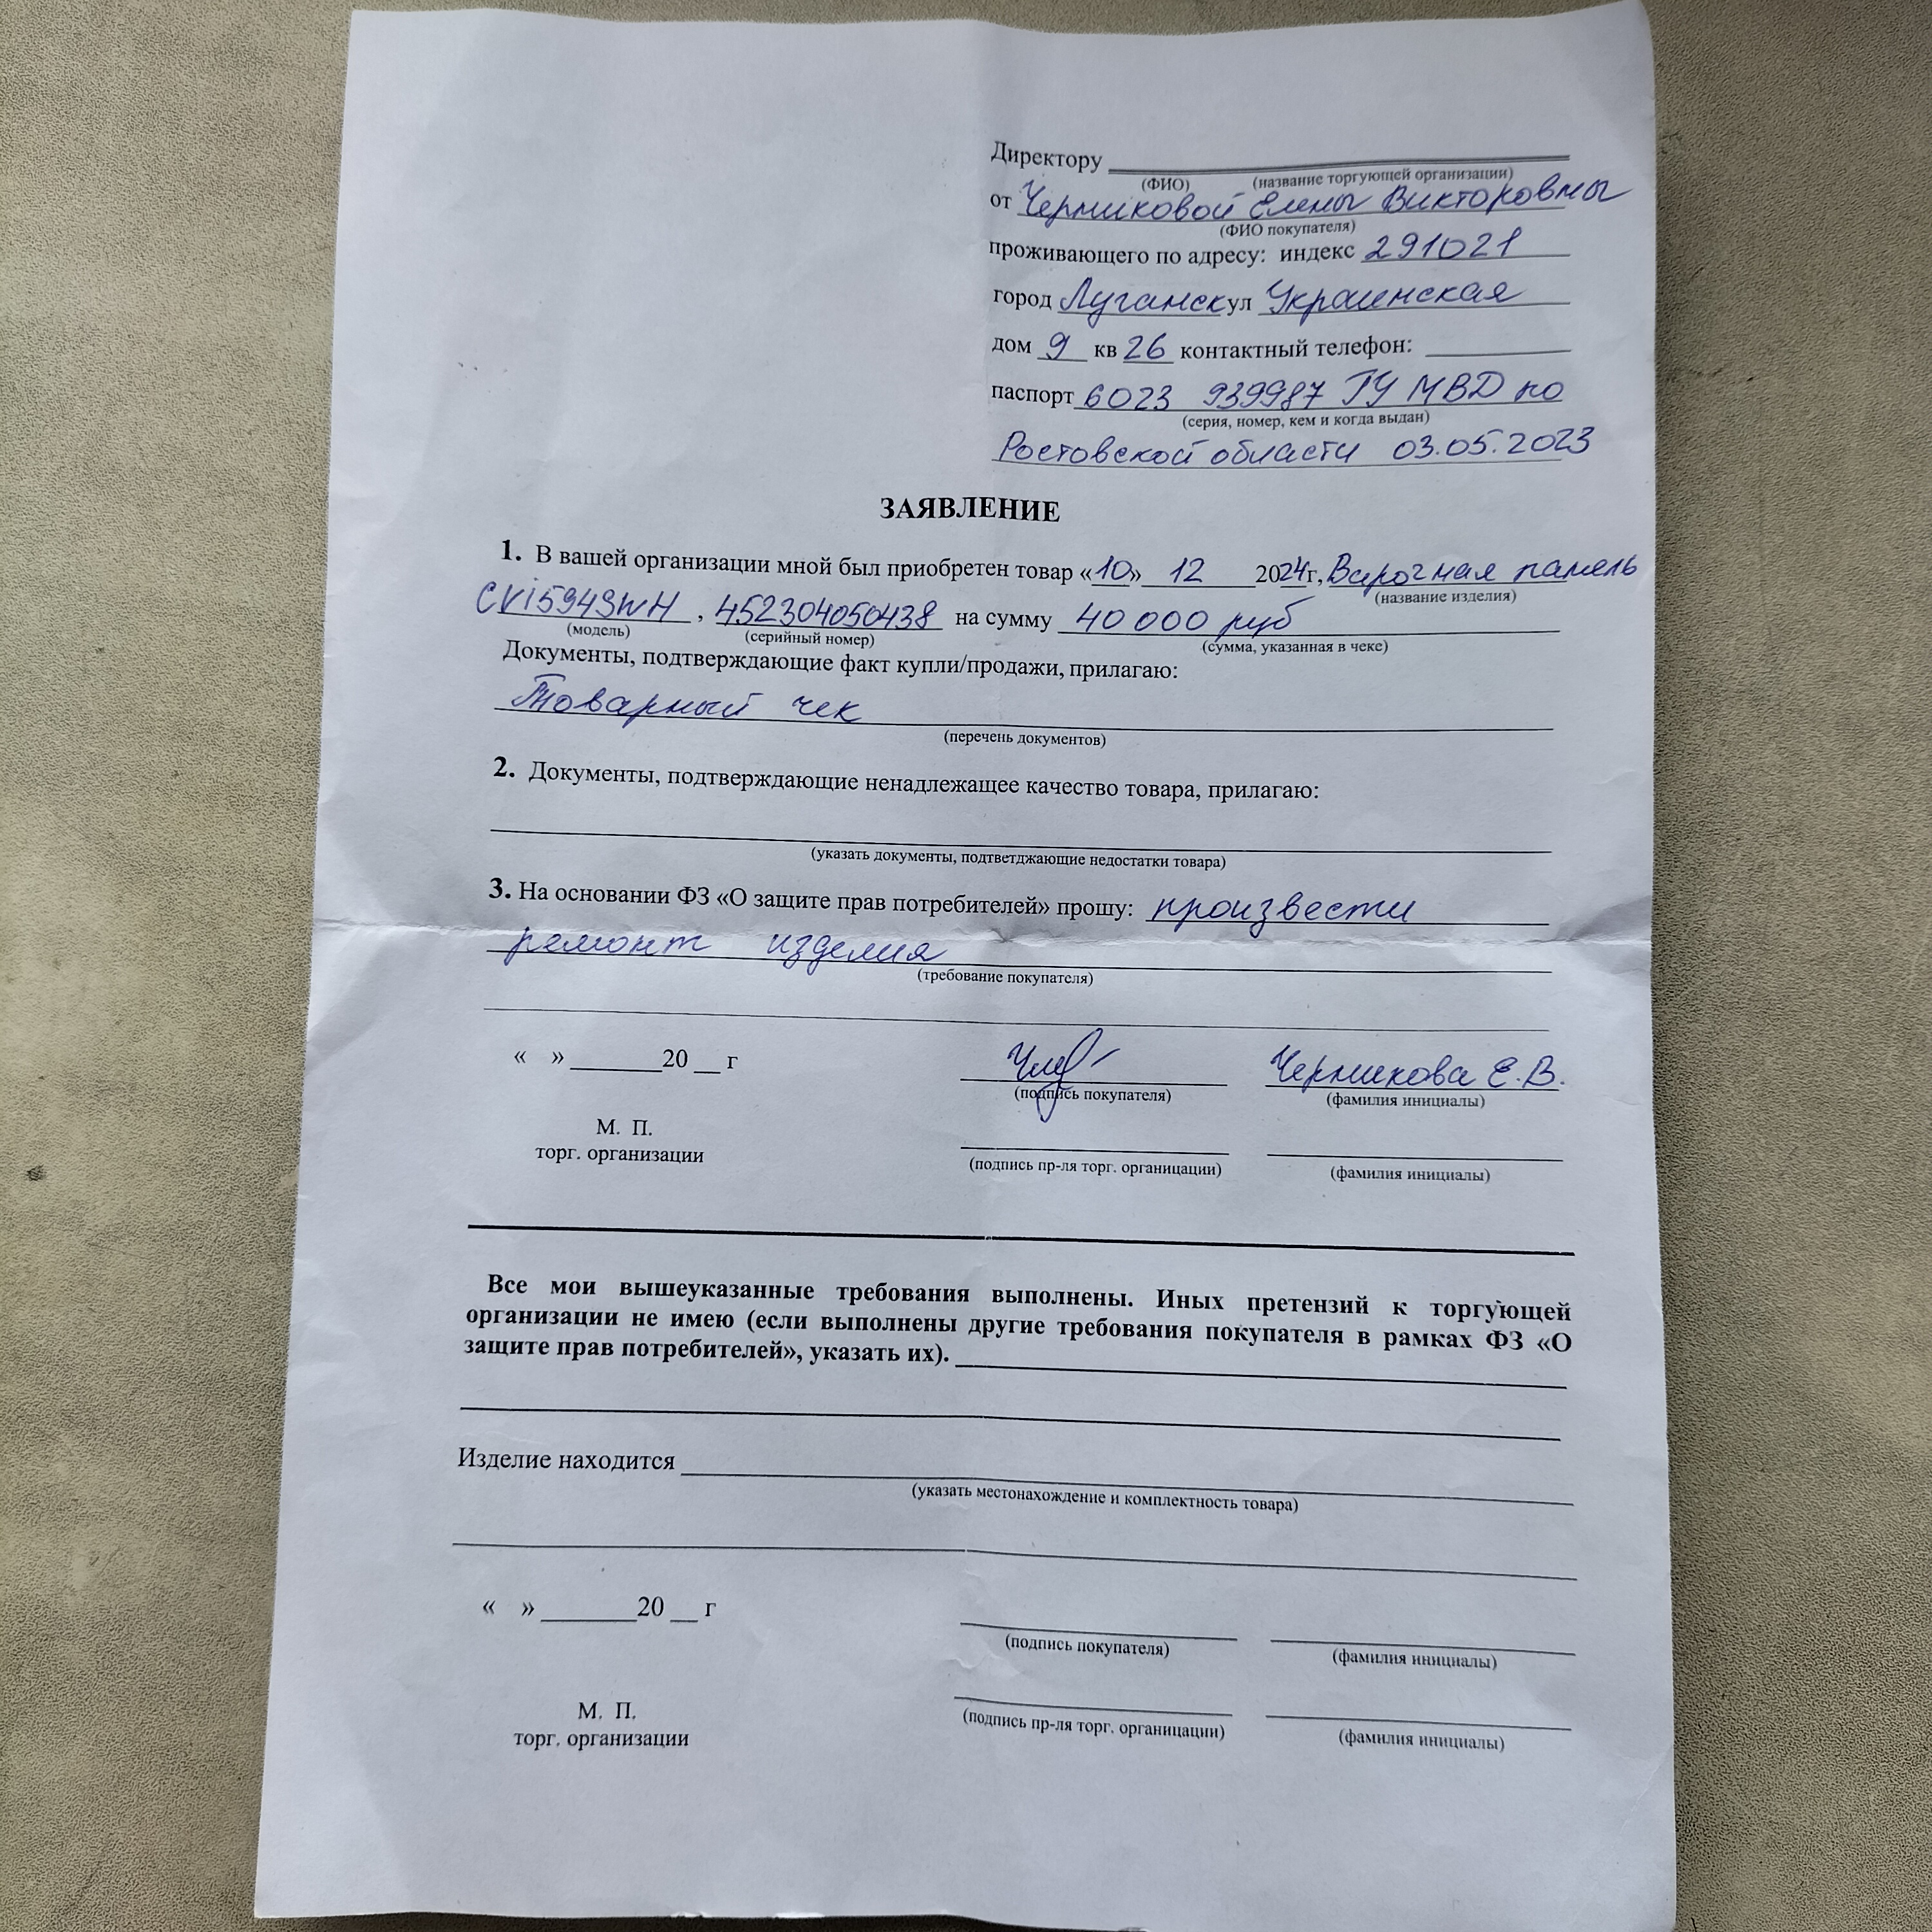 Директору
(ФИО) (название торгующей организации)
от Черниковой Елены Викторовны
(ФИО покупателя)
проживающего по адресу: индекс 291021
город Луганск ул Украинская
дом 9 кв 26 контактный телефон:
паспорт 6023 939987 ГУ МВД по
(серия, номер, кем и когда выдан)
Ростовской области 03.05.2023
ЗАЯВЛЕНИЕ
1. В вашей организации мной был приобретен товар «10» 12 2024г, Варочная панель
(название изделия)
CVI594SWH , 452304050438 на сумму 40 000 руб
(модель) (серийный номер) (сумма, указанная в чеке)
Документы, подтверждающие факт купли/продажи, прилагаю:
Товарный чек
(перечень документов)
2. Документы, подтверждающие ненадлежащее качество товара, прилагаю:
(указать документы, подтветджающие недостатки товара)
3. На основании ФЗ «О защите прав потребителей» прошу: произвести
ремонт изделия
(требование покупателя)
« » ______20 __ г Черникова Е.В.
(подпись покупателя) (фамилия инициалы)
М. П.
торг. организации (подпись пр-ля торг. органицации) (фамилия инициалы)
Все мои вышеуказанные требования выполнены. Иных претензий к торгующей
организации не имею (если выполнены другие требования покупателя в рамках ФЗ «О
защите прав потребителей», указать их).
Изделие находится
(указать местонахождение и комплектность товара)
« » ______20 __ г
(подпись покупателя) (фамилия инициалы)
М. П.
торг. организации (подпись пр-ля торг. органицации) (фамилия инициалы)